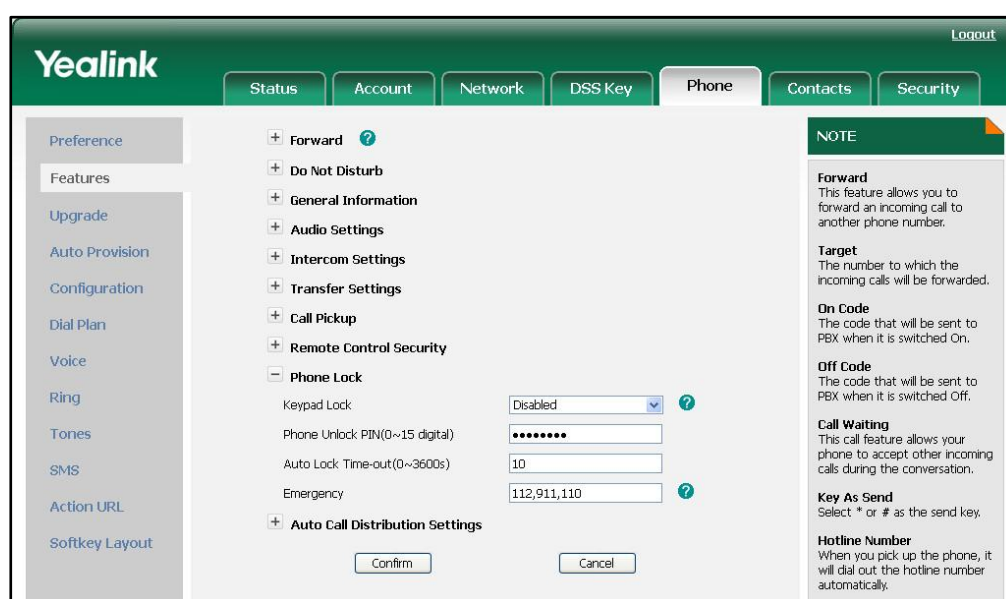 Logout
Yealink
Status Account Network DSS Key Phone Contacts Security
Preference
Features
Upgrade
Auto Provision
Configuration
Dial Plan
Voice
Ring
Tones
SMS
Action URL
Softkey Layout
+ Forward ?
+ Do Not Disturb
+ General Information
+ Audio Settings
+ Intercom Settings
+ Transfer Settings
+ Call Pickup
+ Remote Control Security
− Phone Lock
Keypad Lock Disabled ?
Phone Unlock PIN(0~15 digital) ••••••••
Auto Lock Time-out(0~3600s) 10
Emergency 112,911,110 ?
+ Auto Call Distribution Settings
Confirm Cancel
NOTE
Forward
This feature allows you to
forward an incoming call to
another phone number.
Target
The number to which the
incoming calls will be forwarded.
On Code
The code that will be sent to
PBX when it is switched On.
Off Code
The code that will be sent to
PBX when it is switched Off.
Call Waiting
This call feature allows your
phone to accept other incoming
calls during the conversation.
Key As Send
Select * or # as the send key.
Hotline Number
When you pick up the phone, it
will dial out the hotline number
automatically.